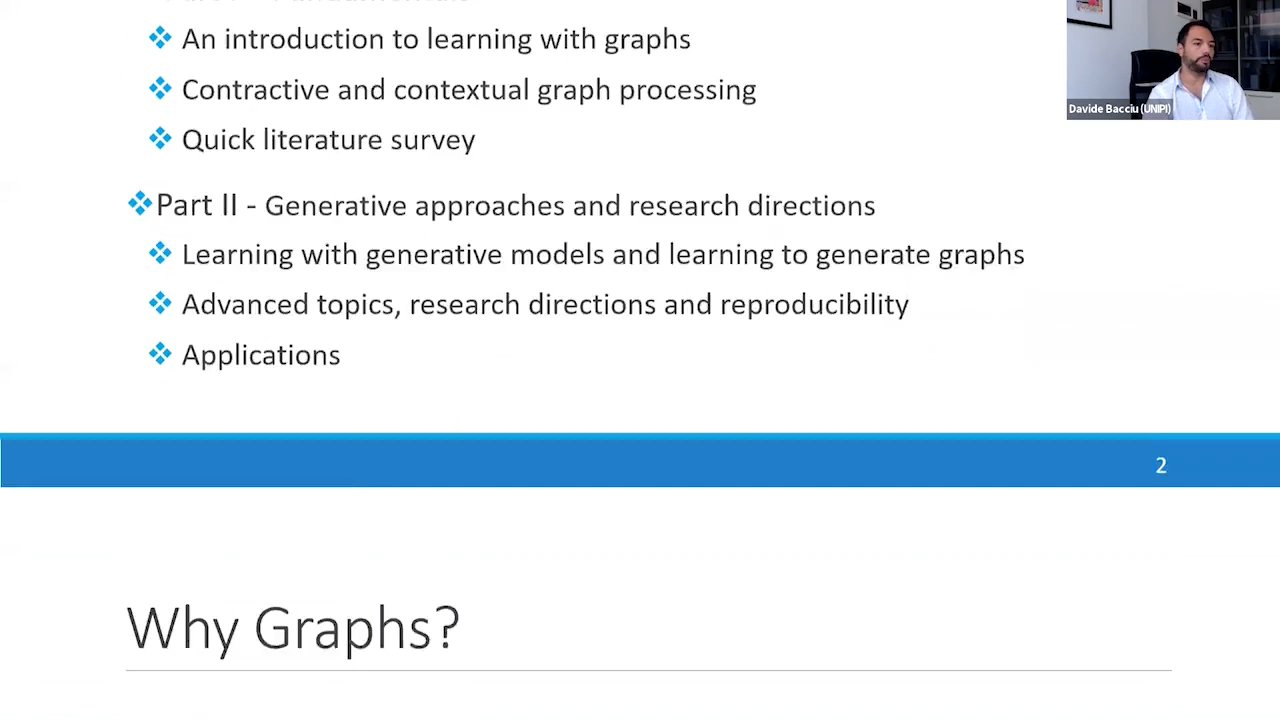 An introduction to learning with graphs
Davide Bacciu (UNIPI)
Contractive and contextual graph processing
Quick literature survey
Part II - Generative approaches and research directions
Learning with generative models and learning to generate graphs
Advanced topics, research directions and reproducibility
Applications
2
Why Graphs?